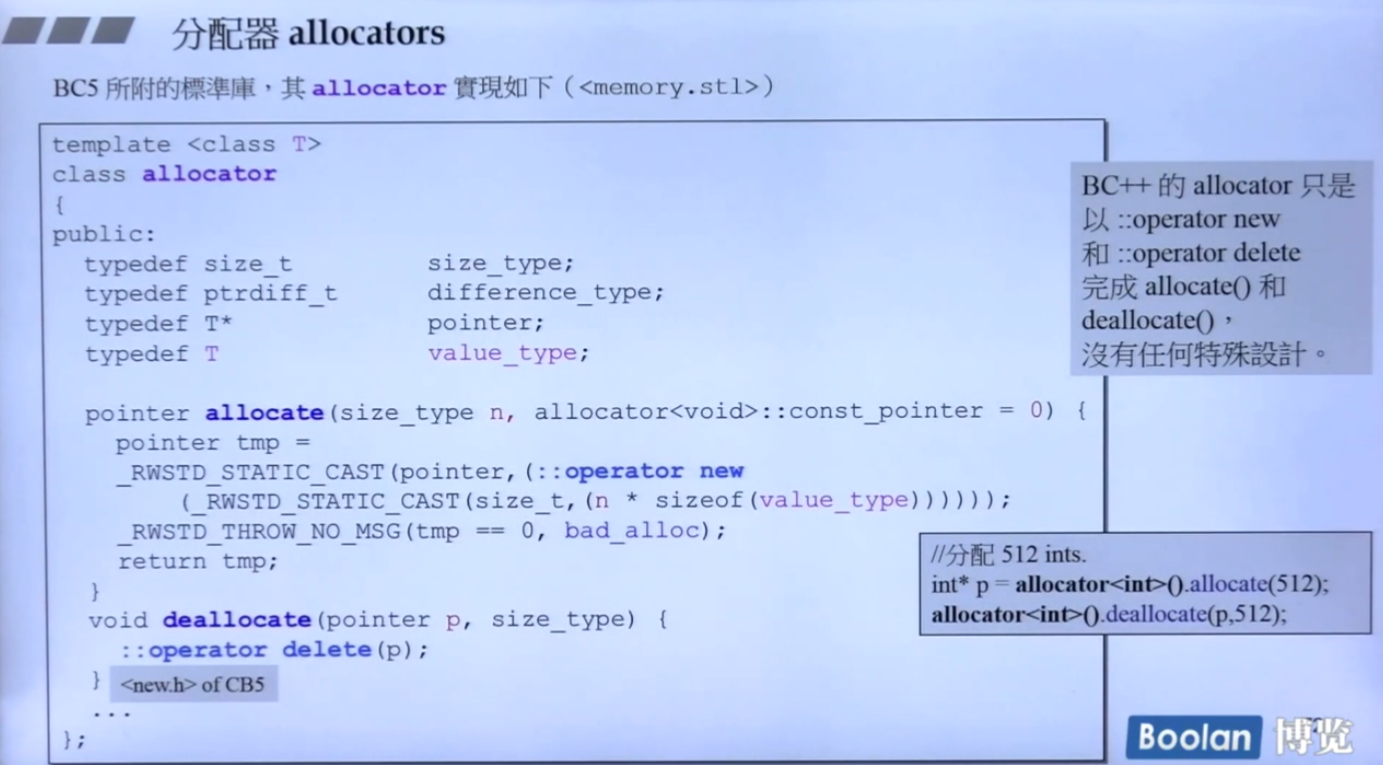 分配器 allocators
BC5 所附的標準庫，其 allocator 實現如下（<memory.stl>）
template <class T>
class allocator
{
public:
typedef size_t size_type;
typedef ptrdiff_t difference_type;
typedef T* pointer;
typedef T value_type;
pointer allocate(size_type n, allocator<void>::const_pointer = 0) {
pointer tmp =
_RWSTD_STATIC_CAST(pointer,(::operator new
(_RWSTD_STATIC_CAST(size_t,(n * sizeof(value_type))))));
_RWSTD_THROW_NO_MSG(tmp == 0, bad_alloc);
return tmp;
}
void deallocate(pointer p, size_type) {
::operator delete(p);
}
<new.h> of CB5
...
};
BC++ 的 allocator 只是
以 ::operator new
和 ::operator delete
完成 allocate() 和
deallocate()，
沒有任何特殊設計。
//分配 512 ints.
int* p = allocator<int>().allocate(512);
allocator<int>().deallocate(p,512);
Boolan 博览